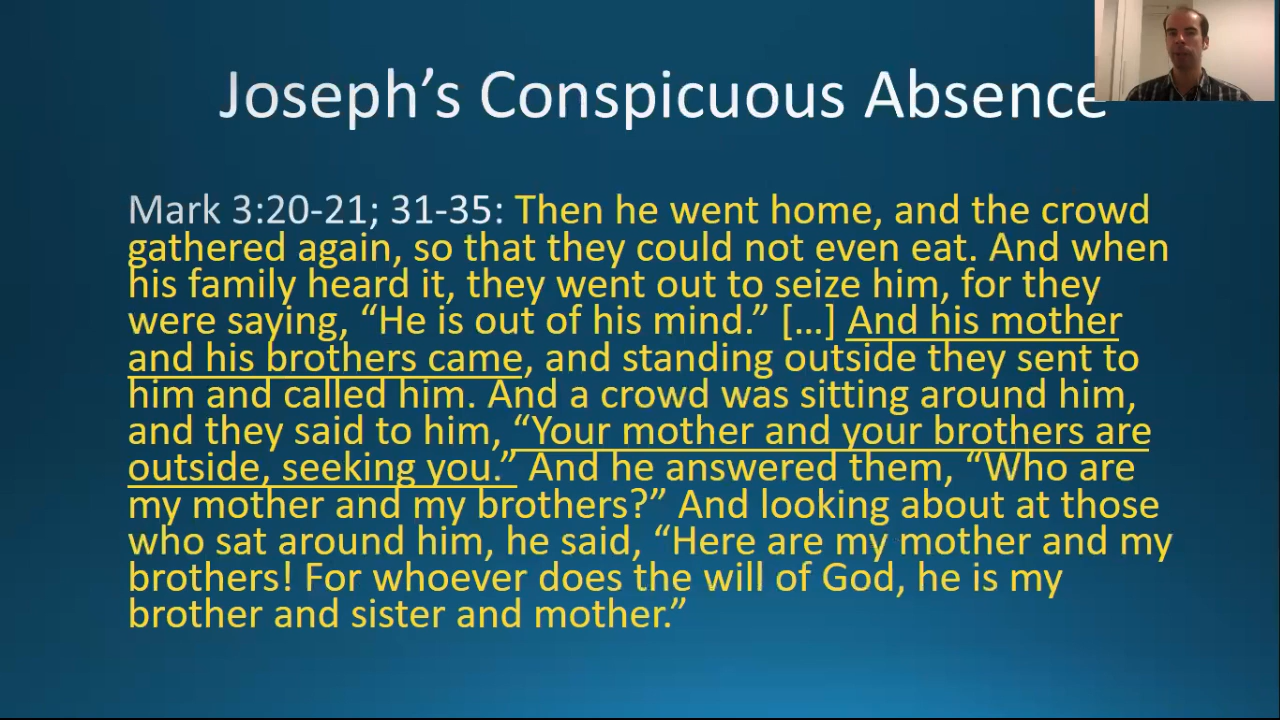 Joseph’s Conspicuous Absence
Mark 3:20-21; 31-35: Then he went home, and the crowd
gathered again, so that they could not even eat. And when
his family heard it, they went out to seize him, for they
were saying, “He is out of his mind.” […] And his mother
and his brothers came, and standing outside they sent to
him and called him. And a crowd was sitting around him,
and they said to him, “Your mother and your brothers are
outside, seeking you.” And he answered them, “Who are
my mother and my brothers?” And looking about at those
who sat around him, he said, “Here are my mother and my
brothers! For whoever does the will of God, he is my
brother and sister and mother.”